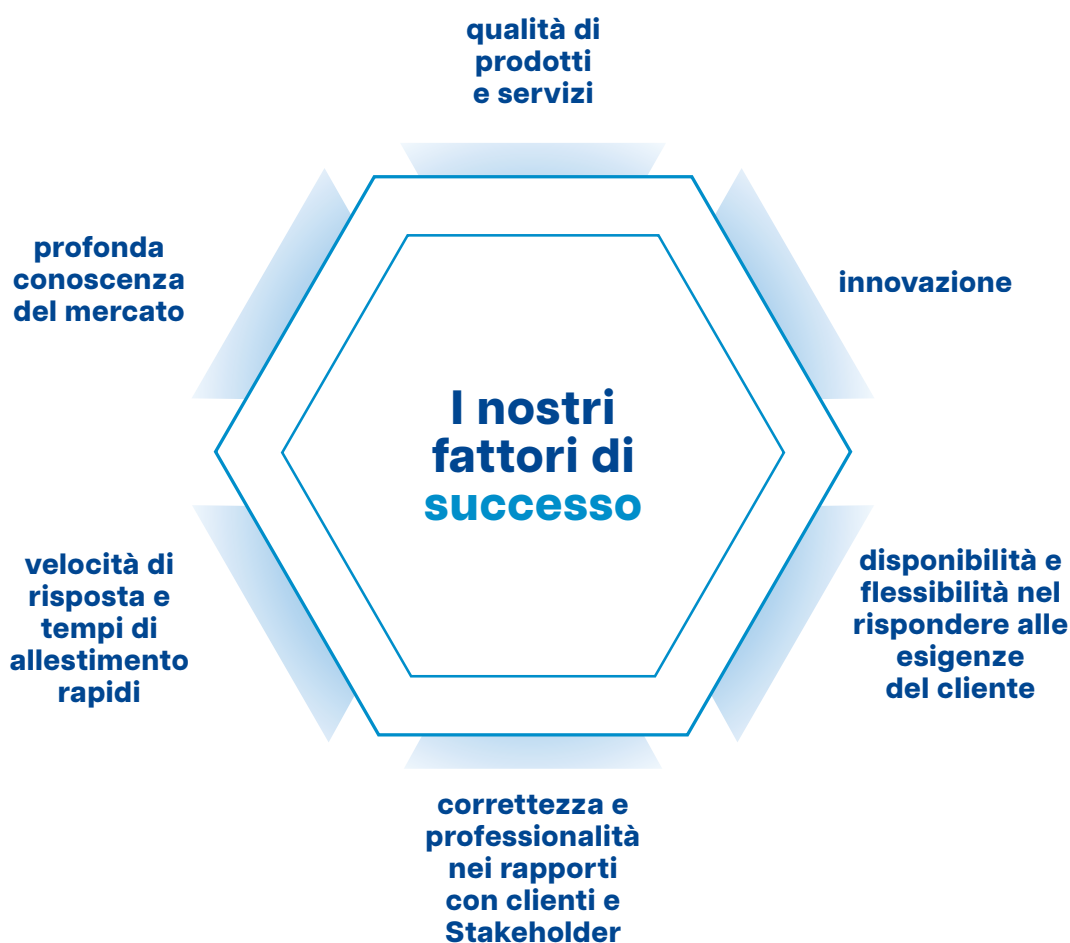 qualità di
prodotti
e servizi
profonda
conoscenza
del mercato
innovazione
I nostri
fattori di
successo
velocità di
risposta e
tempi di
allestimento
rapidi
disponibilità e
flessibilità nel
rispondere alle
esigenze
del cliente
correttezza e
professionalità
nei rapporti
con clienti e
Stakeholder